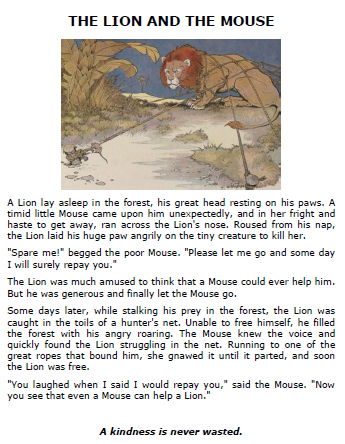 THE LION AND THE MOUSE
A Lion lay asleep in the forest, his great head resting on his paws. A
timid little Mouse came upon him unexpectedly, and in her fright and
haste to get away, ran across the Lion's nose. Roused from his nap,
the Lion laid his huge paw angrily on the tiny creature to kill her.
"Spare me!" begged the poor Mouse. "Please let me go and some day
I will surely repay you."
The Lion was much amused to think that a Mouse could ever help him.
But he was generous and finally let the Mouse go.
Some days later, while stalking his prey in the forest, the Lion was
caught in the toils of a hunter's net. Unable to free himself, he filled
the forest with his angry roaring. The Mouse knew the voice and
quickly found the Lion struggling in the net. Running to one of the
great ropes that bound him, she gnawed it until it parted, and soon
the Lion was free.
"You laughed when I said I would repay you," said the Mouse. "Now
you see that even a Mouse can help a Lion."
A kindness is never wasted.